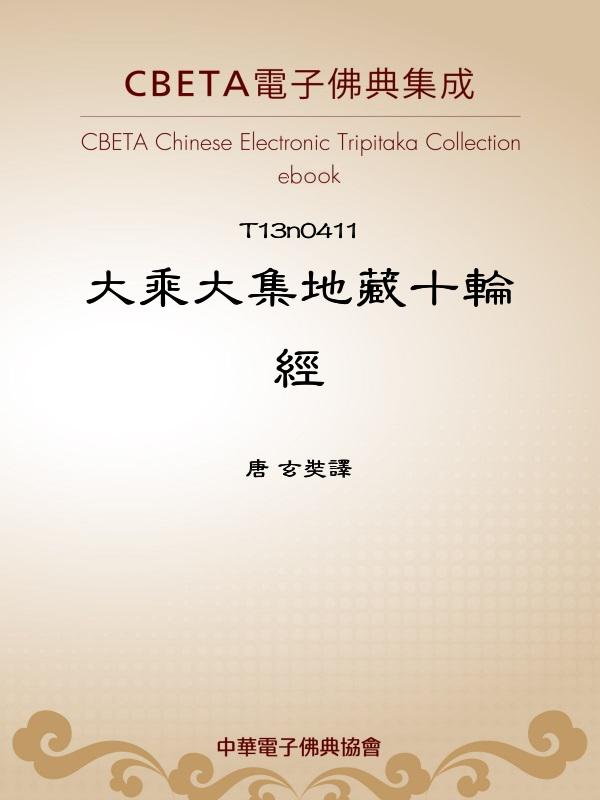 CBETA電子佛典集成
CBETA Chinese Electronic Tripitaka Collection
ebook
T13n0411
大乘大集地藏十輪
經
唐 玄奘譯
中華電子佛典協會